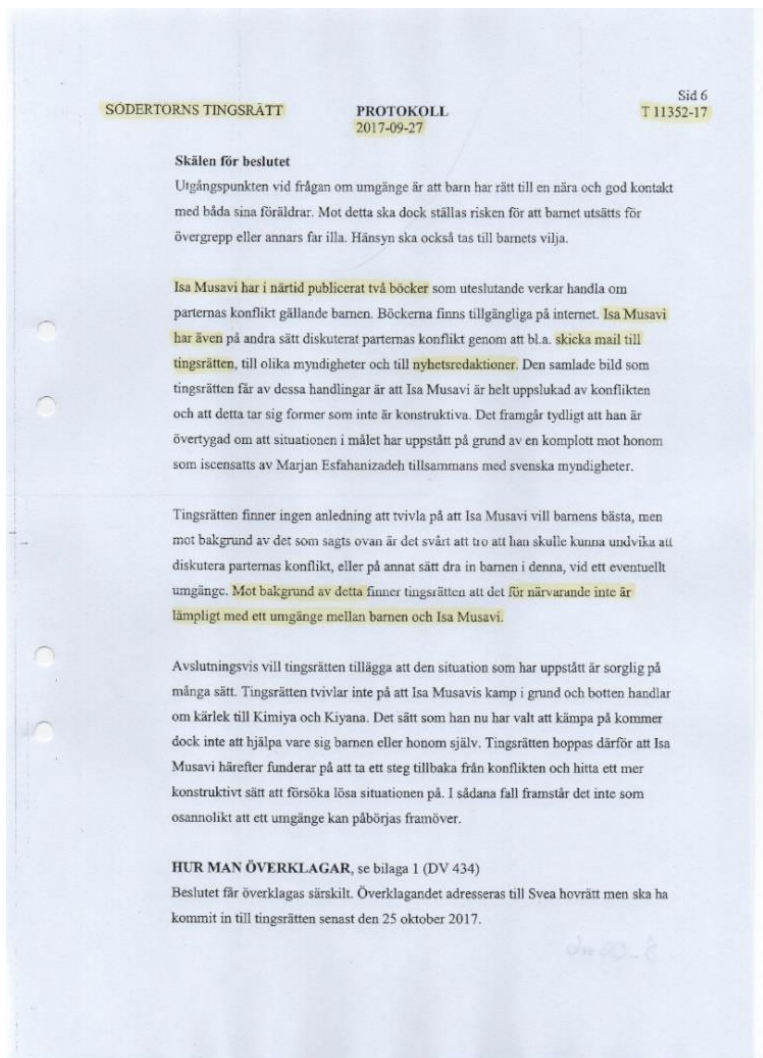 Sid 6
SÖDERTÖRNS TINGSRÄTT PROTOKOLL T 11352-17
2017-09-27
Skälen för beslutet
Utgångspunkten vid frågan om umgänge är att barn har rätt till en nära och god kontakt
med båda sina föräldrar. Mot detta ska dock ställas risken för att barnet utsätts för
övergrepp eller annars far illa. Hänsyn ska också tas till barnets vilja.
Isa Musavi har i närtid publicerat två böcker som uteslutande verkar handla om
parternas konflikt gällande barnen. Böckerna finns tillgängliga på internet. Isa Musavi
har även på andra sätt diskuterat parternas konflikt genom att bl.a. skicka mail till
tingsrätten, till olika myndigheter och till nyhetsredaktioner. Den samlade bild som
tingsrätten får av dessa handlingar är att Isa Musavi är helt uppslukad av konflikten
och att detta tar sig former som inte är konstruktiva. Det framgår tydligt att han är
övertygad om att situationen i målet har uppstått på grund av en komplott mot honom
som iscensatts av Marjan Esfahanizadeh tillsammans med svenska myndigheter.
Tingsrätten finner ingen anledning att tvivla på att Isa Musavi vill barnens bästa, men
mot bakgrund av det som sagts ovan är det svårt att tro att han skulle kunna undvika att
diskutera parternas konflikt, eller på annat sätt dra in barnen i denna, vid ett eventuellt
umgänge. Mot bakgrund av detta finner tingsrätten att det för närvarande inte är
lämpligt med ett umgänge mellan barnen och Isa Musavi.
Avslutningsvis vill tingsrätten tillägga att den situation som har uppstått är sorglig på
många sätt. Tingsrätten tvivlar inte på att Isa Musavis kamp i grund och botten handlar
om kärlek till Kimiya och Kiyana. Det sätt som han nu har valt att kämpa på kommer
dock inte att hjälpa vare sig barnen eller honom själv. Tingsrätten hoppas därför att Isa
Musavi härefter funderar på att ta ett steg tillbaka från konflikten och hitta ett mer
konstruktivt sätt att försöka lösa situationen på. I sådana fall framstår det inte som
osannolikt att ett umgänge kan påbörjas framöver.
HUR MAN ÖVERKLAGAR, se bilaga 1 (DV 434)
Beslutet får överklagas särskilt. Överklagandet adresseras till Svea hovrätt men ska ha
kommit in till tingsrätten senast den 25 oktober 2017.